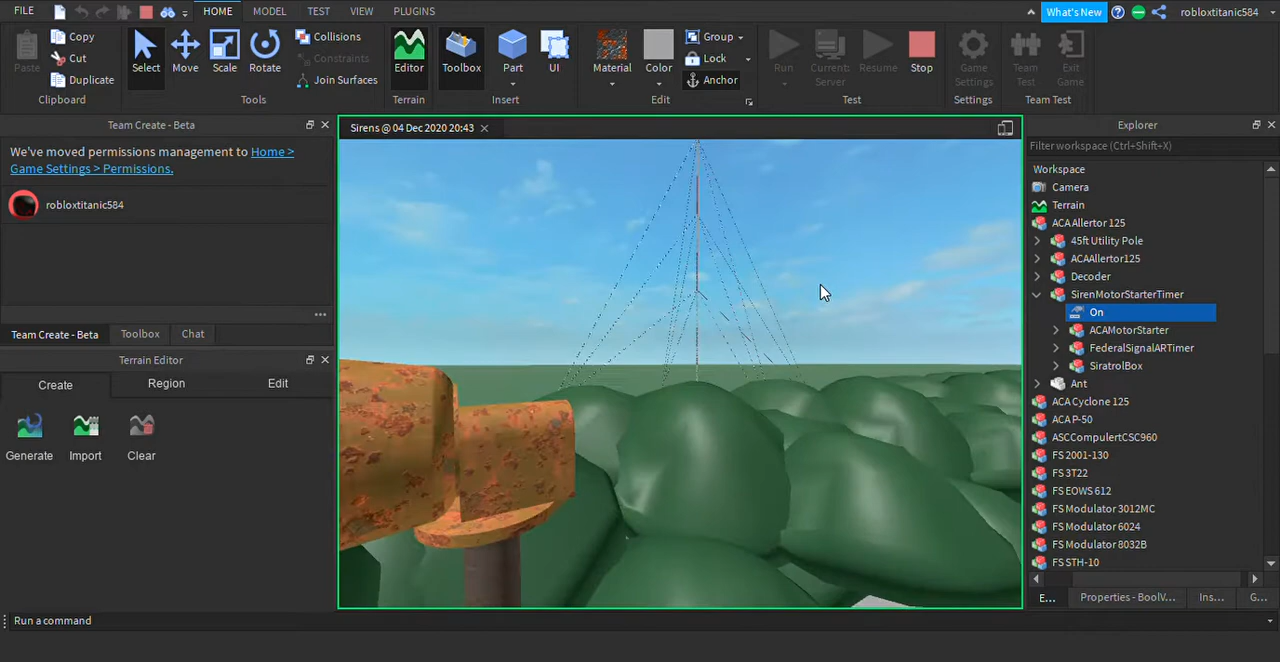 FILE
HOME
MODEL
TEST
VIEW
PLUGINS
What's New
robloxtitanic584
Paste
Copy
Cut
Duplicate
Clipboard
Select
Move
Scale
Rotate
Collisions
Constraints
Join Surfaces
Tools
Editor
Terrain
Toolbox
Part
UI
Insert
Material
Color
Group
Lock
Anchor
Edit
Run
Current:
Server
Resume
Stop
Test
Game
Settings
Settings
Team
Test
Exit
Game
Team Test
Team Create - Beta
We've moved permissions management to Home >
Game Settings > Permissions.
robloxtitanic584
Team Create - Beta
Toolbox
Chat
Terrain Editor
Create
Region
Edit
Generate
Import
Clear
Sirens @ 04 Dec 2020 20:43
Explorer
Filter workspace (Ctrl+Shift+X)
Workspace
Camera
Terrain
ACA Allertor 125
45ft Utility Pole
ACAAllertor125
Decoder
SirenMotorStarterTimer
On
ACAMotorStarter
FederalSignalARTimer
SiratrolBox
Ant
ACA Cyclone 125
ACA P-50
ASCCompulertCSC960
FS 2001-130
FS 3T22
FS EOWS 612
FS Modulator 3012MC
FS Modulator 6024
FS Modulator 8032B
FS STH-10
E...
Properties - BoolV...
Ins...
G...
Run a command